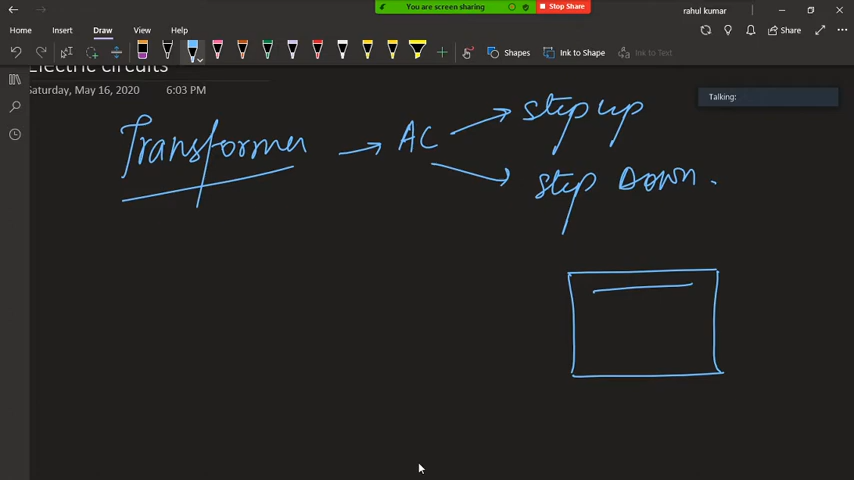 You are screen sharing
Stop Share
rahul kumar
Home
Insert
Draw
View
Help
Share
Shapes
Ink to Shape
Ink to Text
Electric circuits
Saturday, May 16, 2020 6:03 PM
Talking:
Transformer → AC → step up
→ step Down.